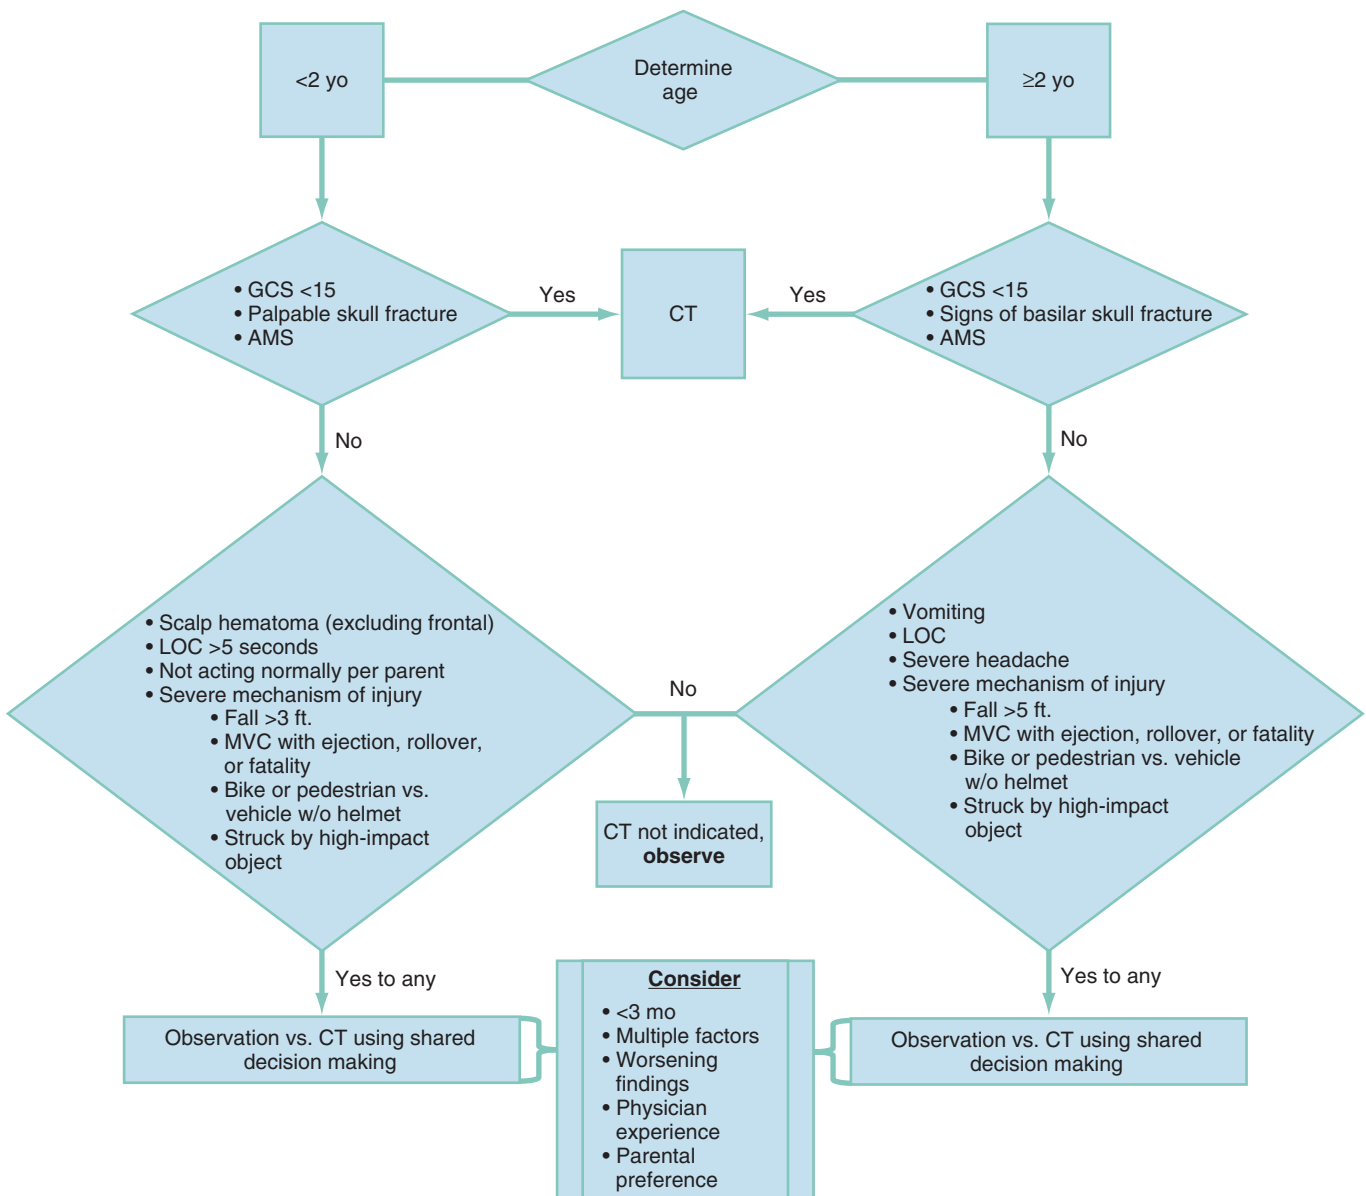 <2 yo
Determine
age
≥2 yo
• GCS <15
• Palpable skull fracture
• AMS
Yes
CT
Yes
• GCS <15
• Signs of basilar skull fracture
• AMS
No
No
• Scalp hematoma (excluding frontal)
• LOC >5 seconds
• Not acting normally per parent
• Severe mechanism of injury
• Fall >3 ft.
• MVC with ejection, rollover,
or fatality
• Bike or pedestrian vs.
vehicle w/o helmet
• Struck by high-impact
object
No
• Vomiting
• LOC
• Severe headache
• Severe mechanism of injury
• Fall >5 ft.
• MVC with ejection, rollover, or fatality
• Bike or pedestrian vs. vehicle
w/o helmet
• Struck by high-impact
object
CT not indicated,
observe
Yes to any
Yes to any
Observation vs. CT using shared
decision making
Consider
• <3 mo
• Multiple factors
• Worsening
findings
• Physician
experience
• Parental
preference
Observation vs. CT using shared
decision making